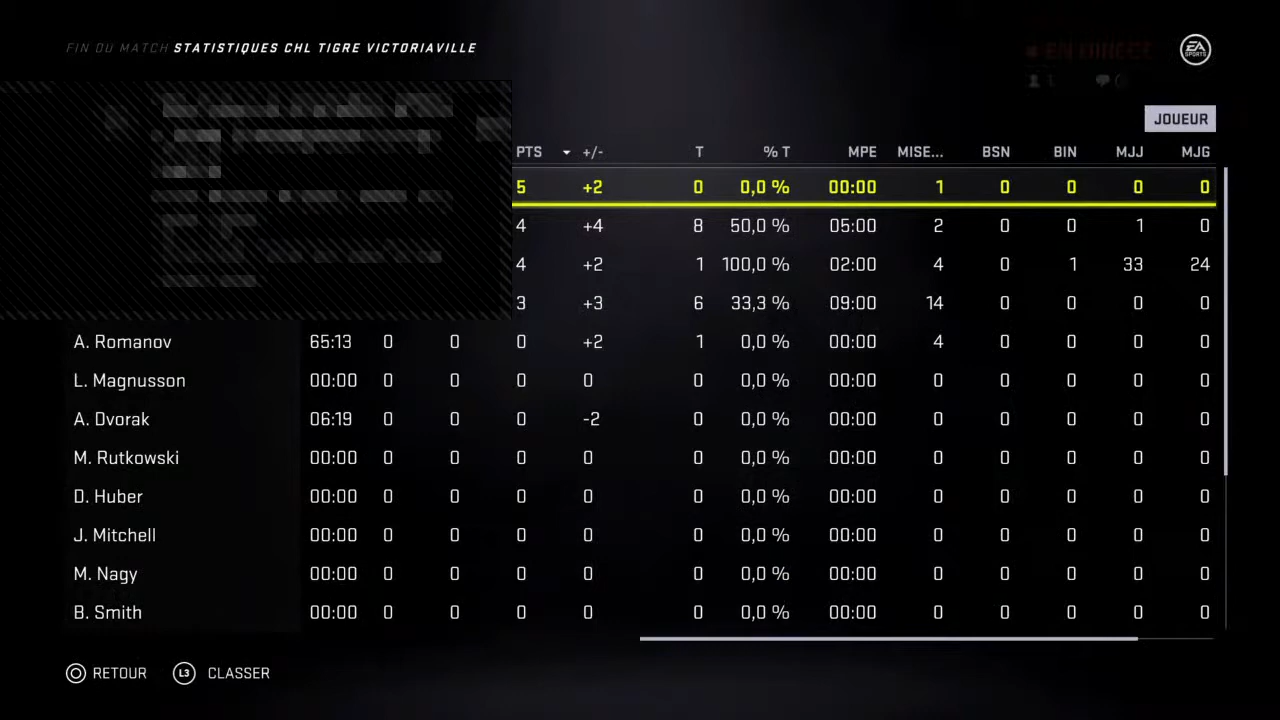 FIN DU MATCH STATISTIQUES CHL TIGRE VICTORIAVILLE
EN DIRECT
EA SPORTS
1
JOUEUR
PTS +/- T % T MPE MISE... BSN BIN MJJ MJG
5 +2 0 0,0 % 00:00 1 0 0 0 0
4 +4 8 50,0 % 05:00 2 0 0 1 0
4 +2 1 100,0 % 02:00 4 0 1 33 24
3 +3 6 33,3 % 09:00 14 0 0 0 0
A. Romanov 65:13 0 0 0 +2 1 0,0 % 00:00 4 0 0 0 0
L. Magnusson 00:00 0 0 0 0 0 0,0 % 00:00 0 0 0 0 0
A. Dvorak 06:19 0 0 0 -2 0 0,0 % 00:00 0 0 0 0 0
M. Rutkowski 00:00 0 0 0 0 0 0,0 % 00:00 0 0 0 0 0
D. Huber 00:00 0 0 0 0 0 0,0 % 00:00 0 0 0 0 0
J. Mitchell 00:00 0 0 0 0 0 0,0 % 00:00 0 0 0 0 0
M. Nagy 00:00 0 0 0 0 0 0,0 % 00:00 0 0 0 0 0
B. Smith 00:00 0 0 0 0 0 0,0 % 00:00 0 0 0 0 0
RETOUR L3 CLASSER